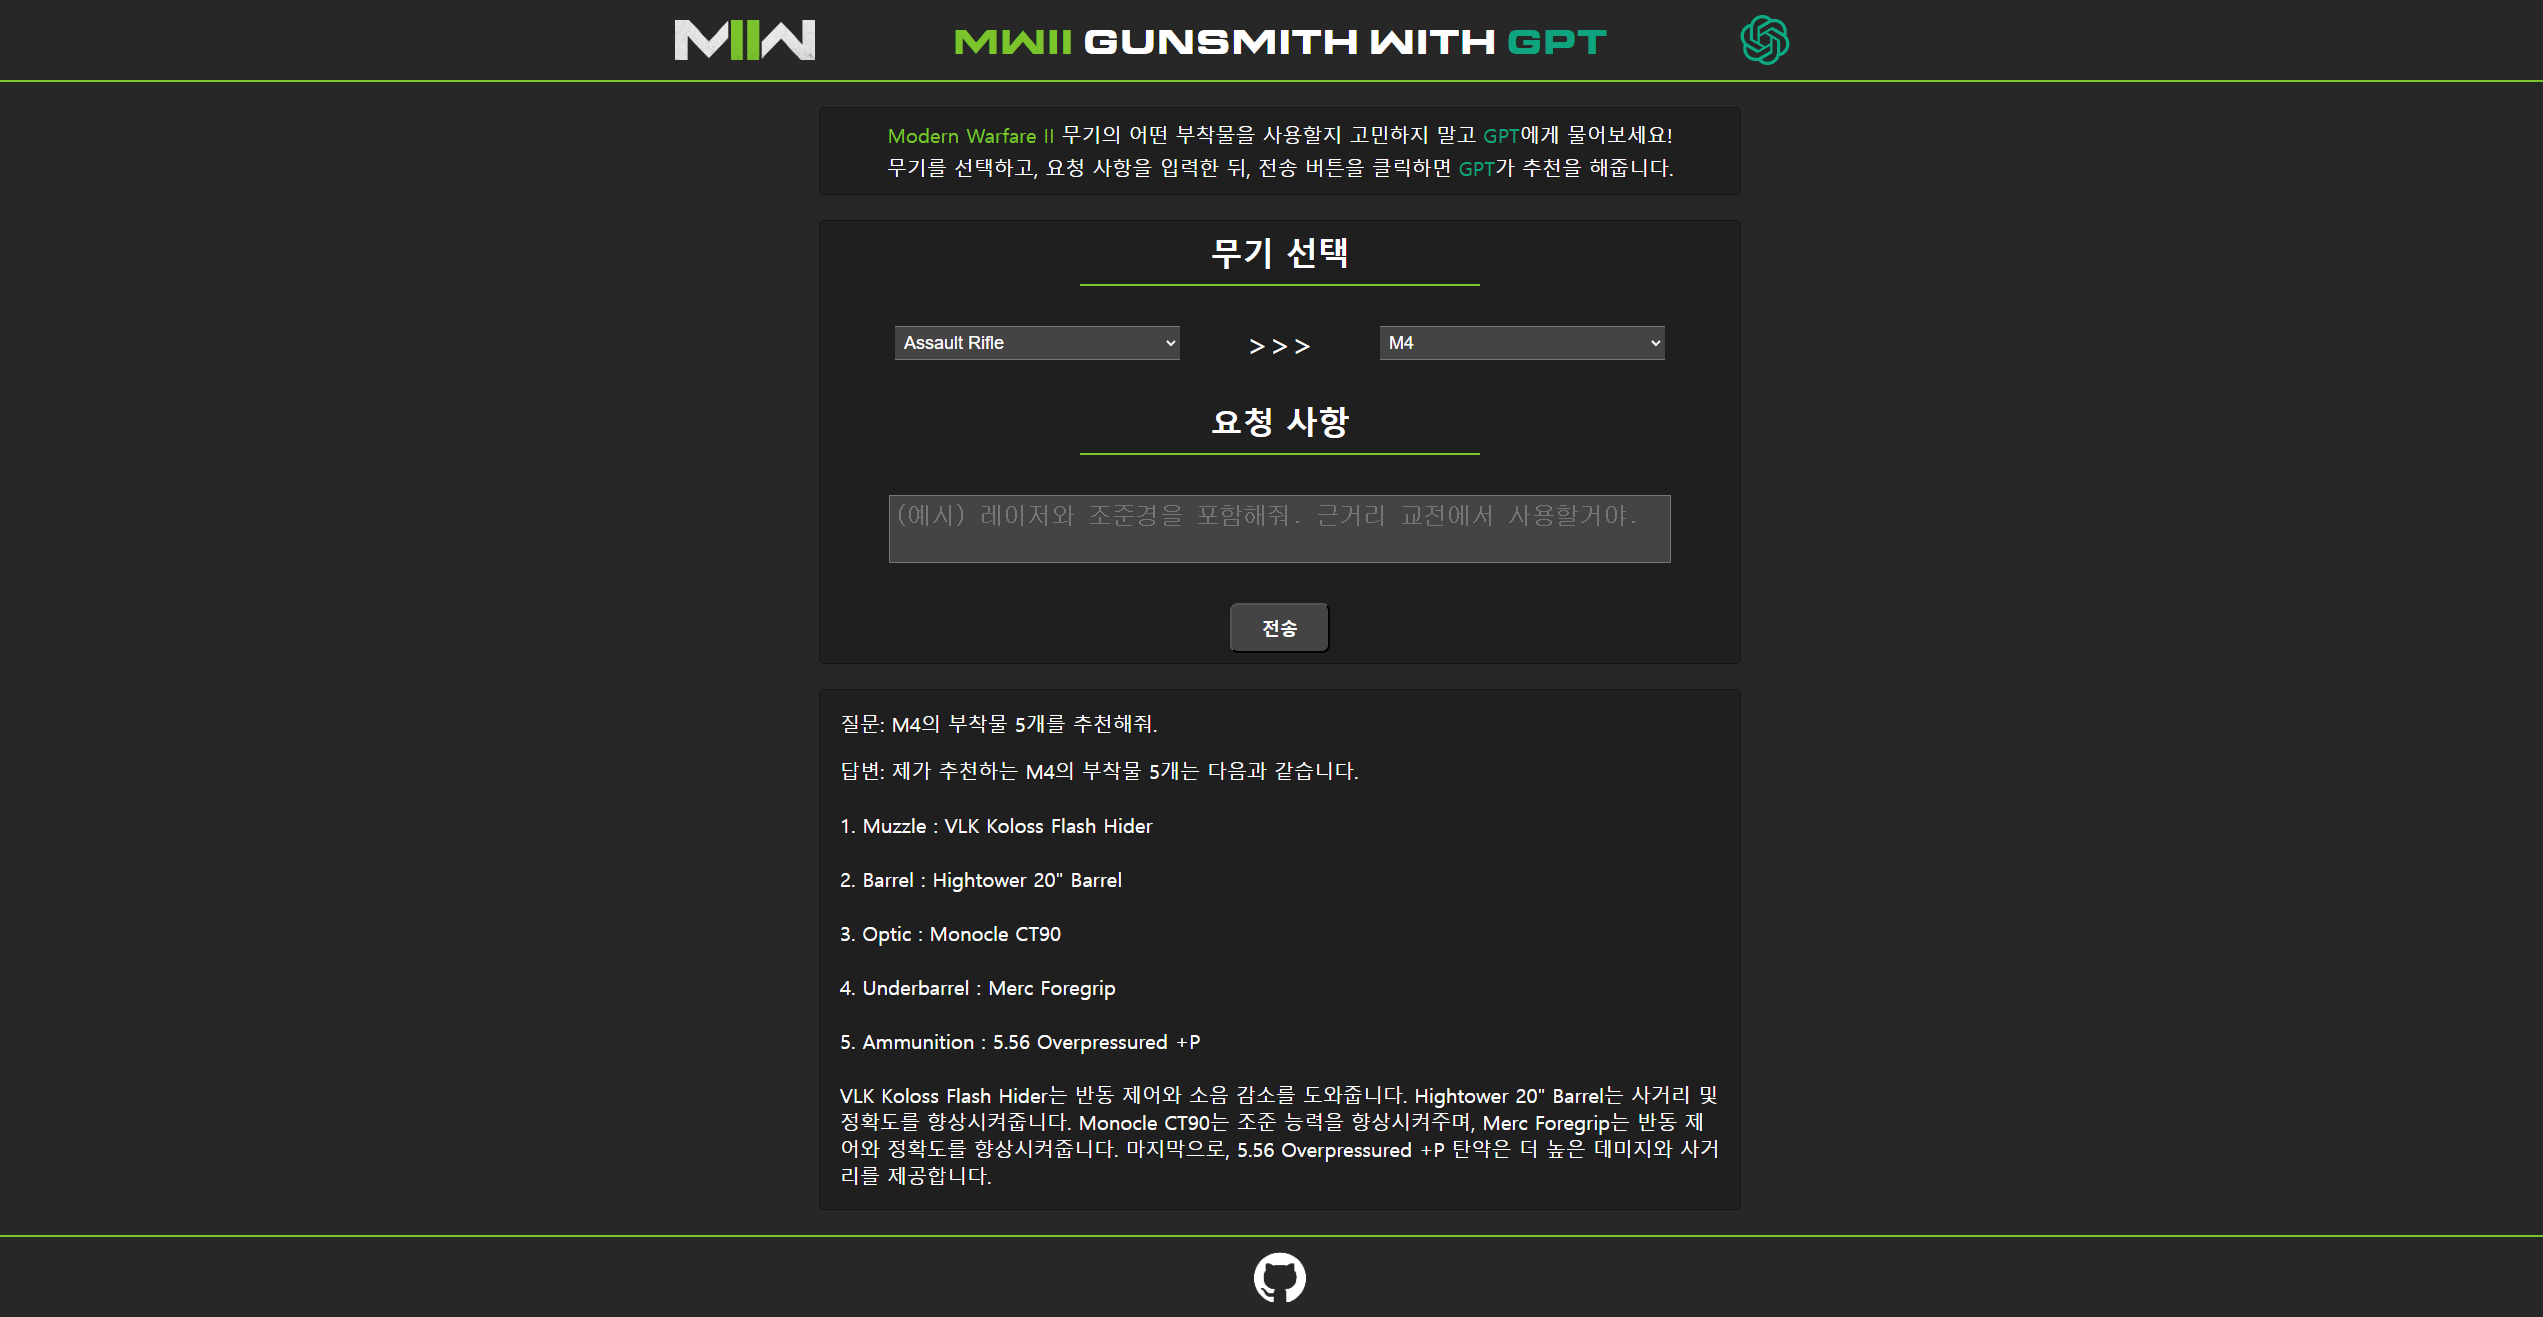 MIIW
MWII GUNSMITH WITH GPT
Modern Warfare II 무기의 어떤 부착물을 사용할지 고민하지 말고 GPT에게 물어보세요!
무기를 선택하고, 요청 사항을 입력한 뒤, 전송 버튼을 클릭하면 GPT가 추천을 해줍니다.
무기 선택
Assault Rifle >>> M4
요청 사항
(예시) 레이저와 조준경을 포함해줘. 근거리 교전에서 사용할거야.
전송
질문: M4의 부착물 5개를 추천해줘.
답변: 제가 추천하는 M4의 부착물 5개는 다음과 같습니다.
1. Muzzle : VLK Koloss Flash Hider
2. Barrel : Hightower 20" Barrel
3. Optic : Monocle CT90
4. Underbarrel : Merc Foregrip
5. Ammunition : 5.56 Overpressured +P
VLK Koloss Flash Hider는 반동 제어와 소음 감소를 도와줍니다. Hightower 20" Barrel는 사거리 및
정확도를 향상시켜줍니다. Monocle CT90는 조준 능력을 향상시켜주며, Merc Foregrip는 반동 제
어와 정확도를 향상시켜줍니다. 마지막으로, 5.56 Overpressured +P 탄약은 더 높은 데미지와 사거
리를 제공합니다.